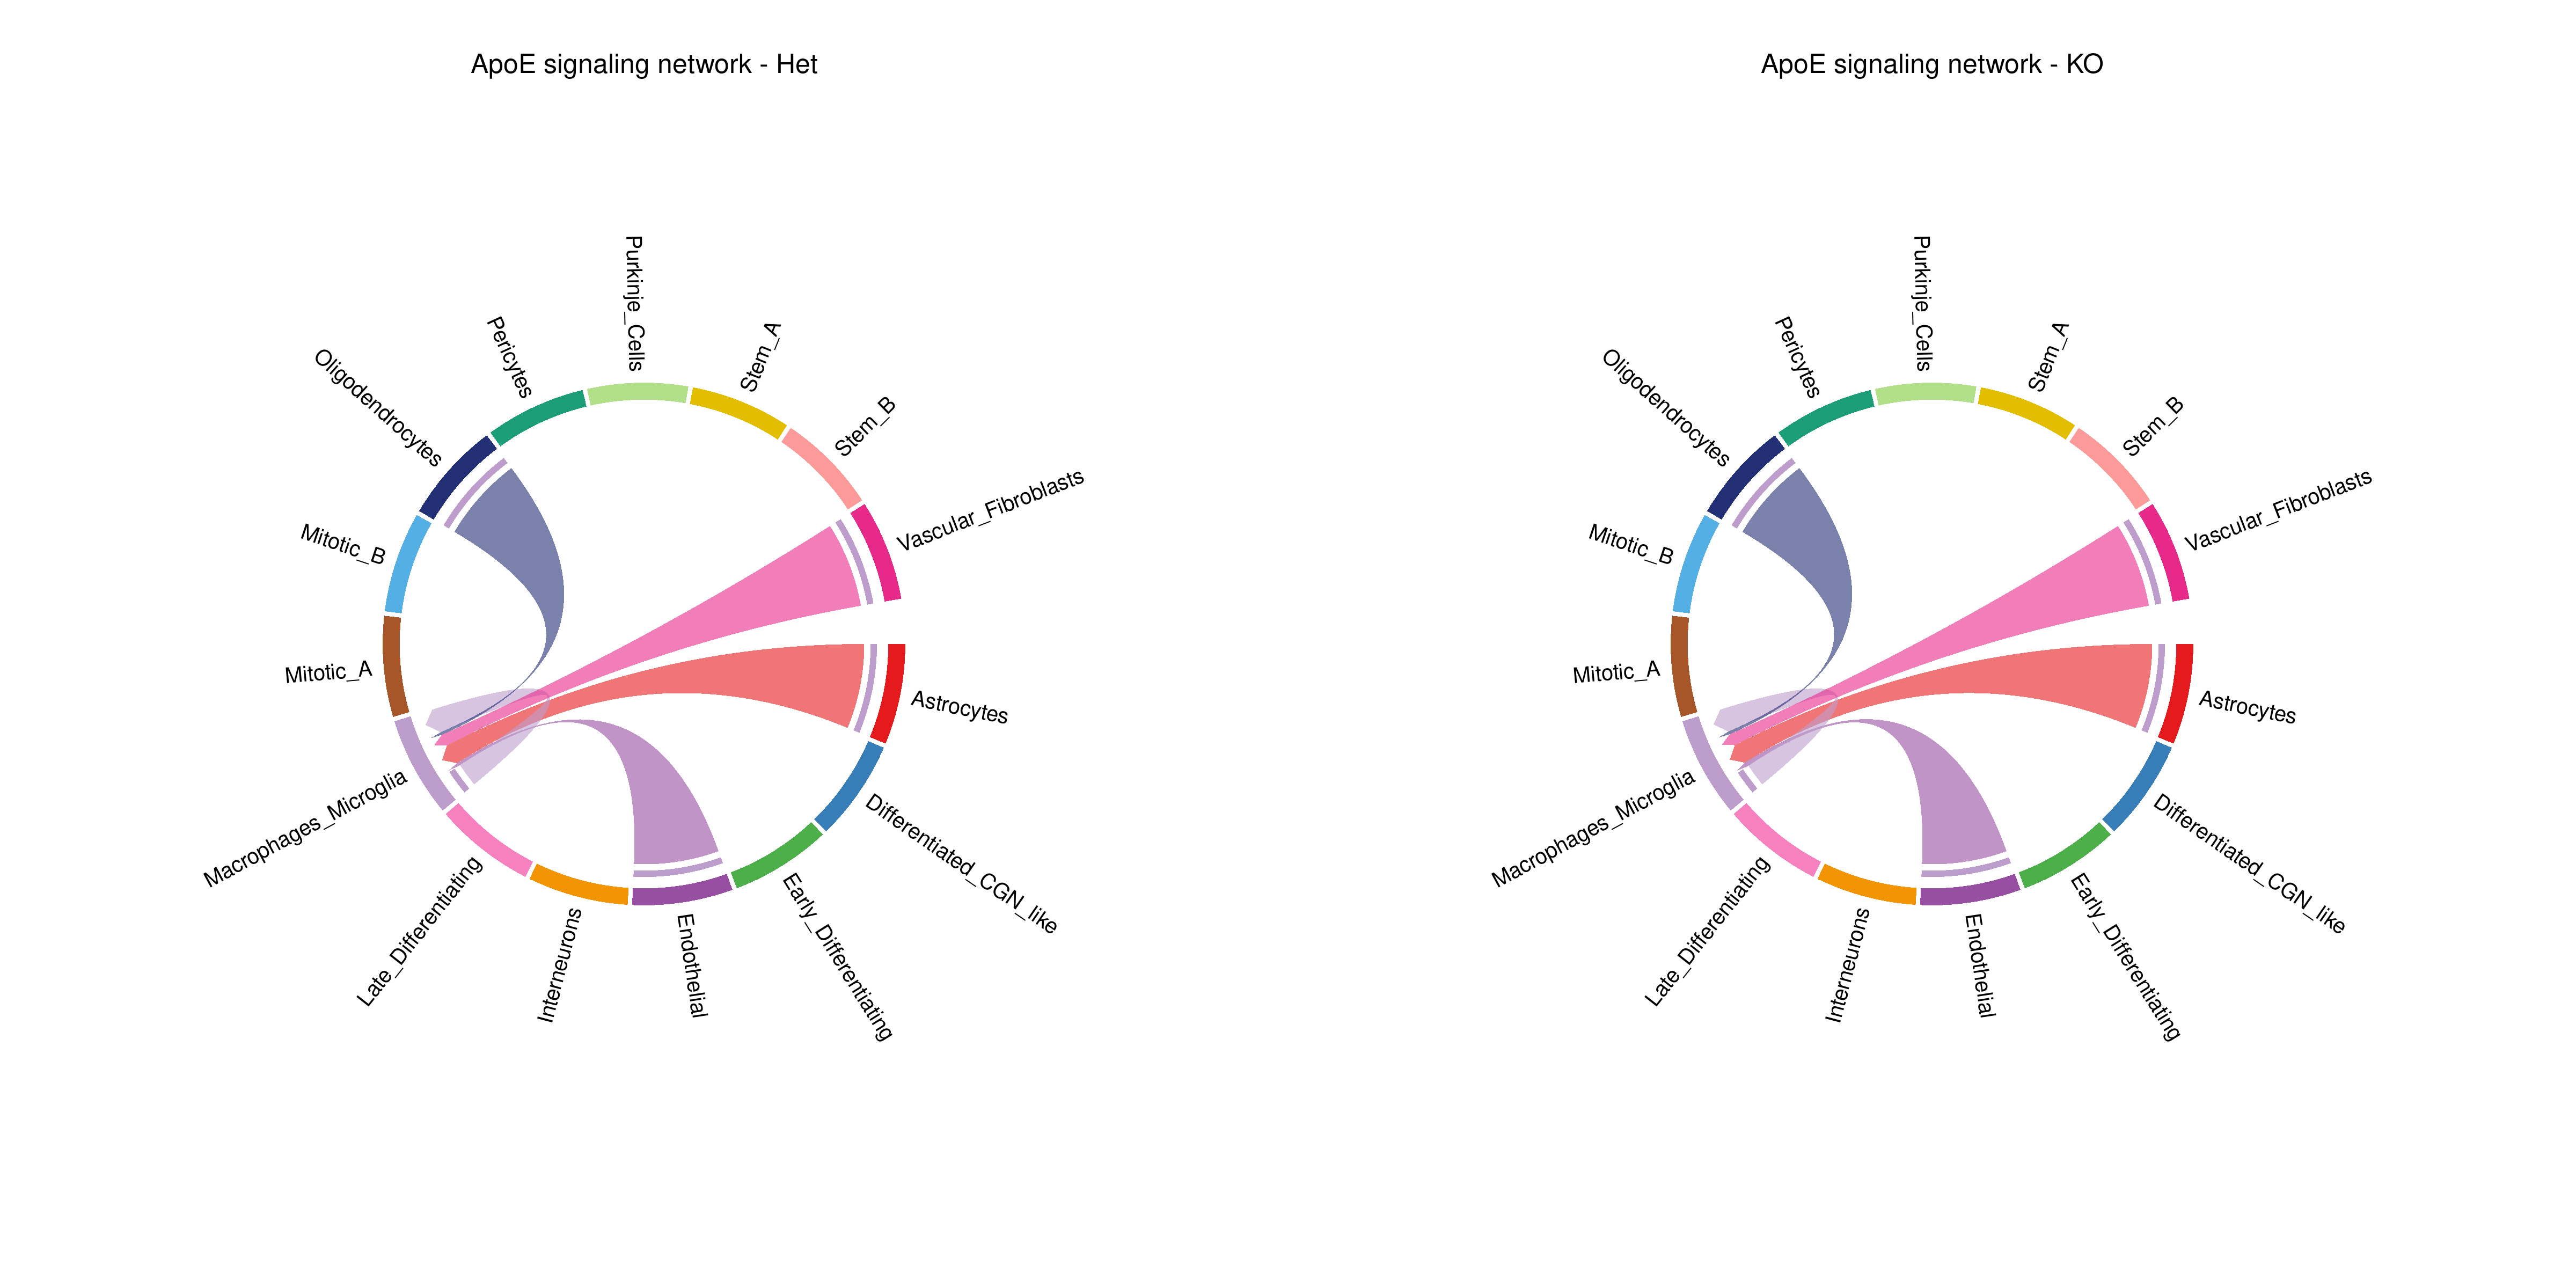 ApoE signaling network - Het
Purkinje_Cells
Stem_A
Pericytes
Stem_B
Oligodendrocytes
Vascular_Fibroblasts
Mitotic_B
Mitotic_A
Astrocytes
Macrophages_Microglia
Differentiated_CGN_like
Late_Differentiating
Early_Differentiating
Interneurons
Endothelial
ApoE signaling network - KO
Purkinje_Cells
Stem_A
Pericytes
Stem_B
Oligodendrocytes
Vascular_Fibroblasts
Mitotic_B
Mitotic_A
Astrocytes
Macrophages_Microglia
Differentiated_CGN_like
Late_Differentiating
Early_Differentiating
Interneurons
Endothelial